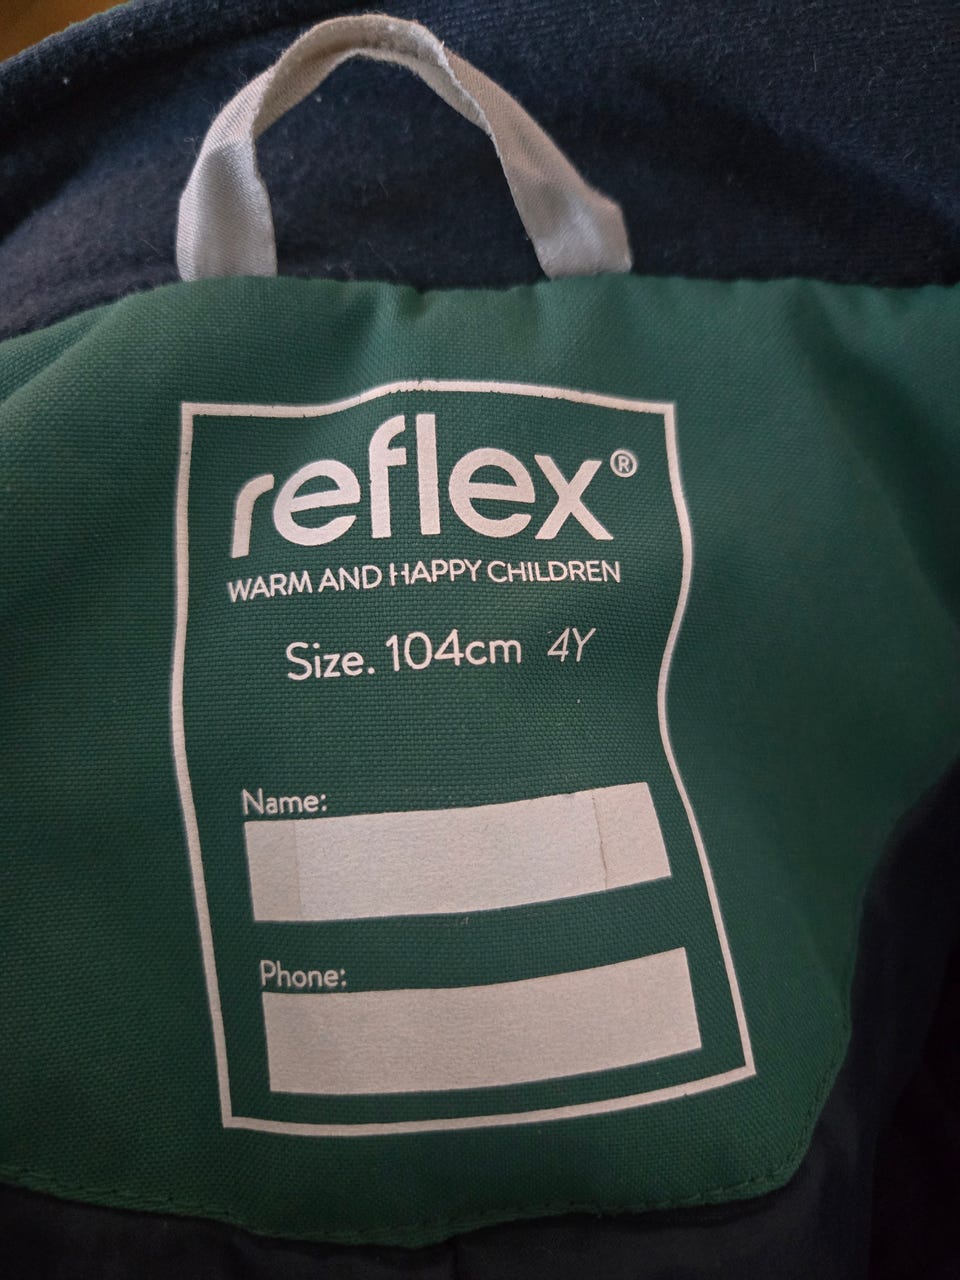 reflex®
WARM AND HAPPY CHILDREN
Size. 104cm 4Y
Name:
Phone: